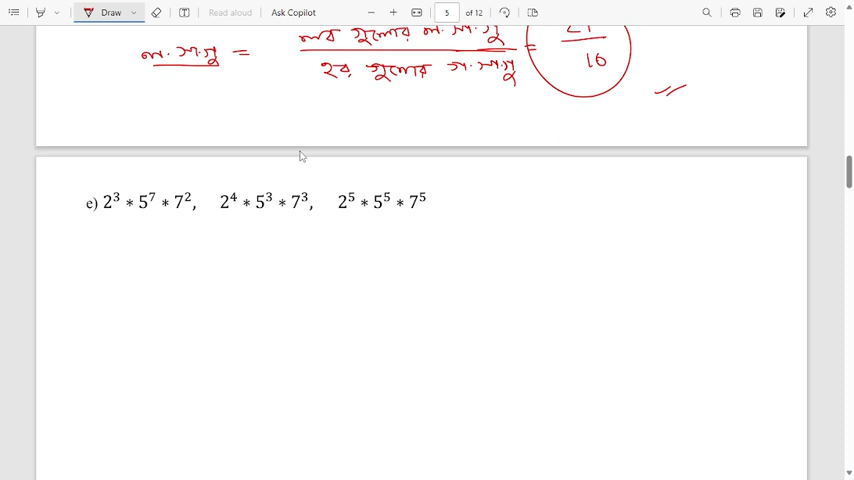 Draw Read aloud Ask Copilot 5 of 12
লব গুলোর ল.সা.গু
ল.সা.গু = =
হর গুলোর গ.সা.গু 16
e) 2³ ∗ 5⁷ ∗ 7², 2⁴ ∗ 5³ ∗ 7³, 2⁵ ∗ 5⁵ ∗ 7⁵